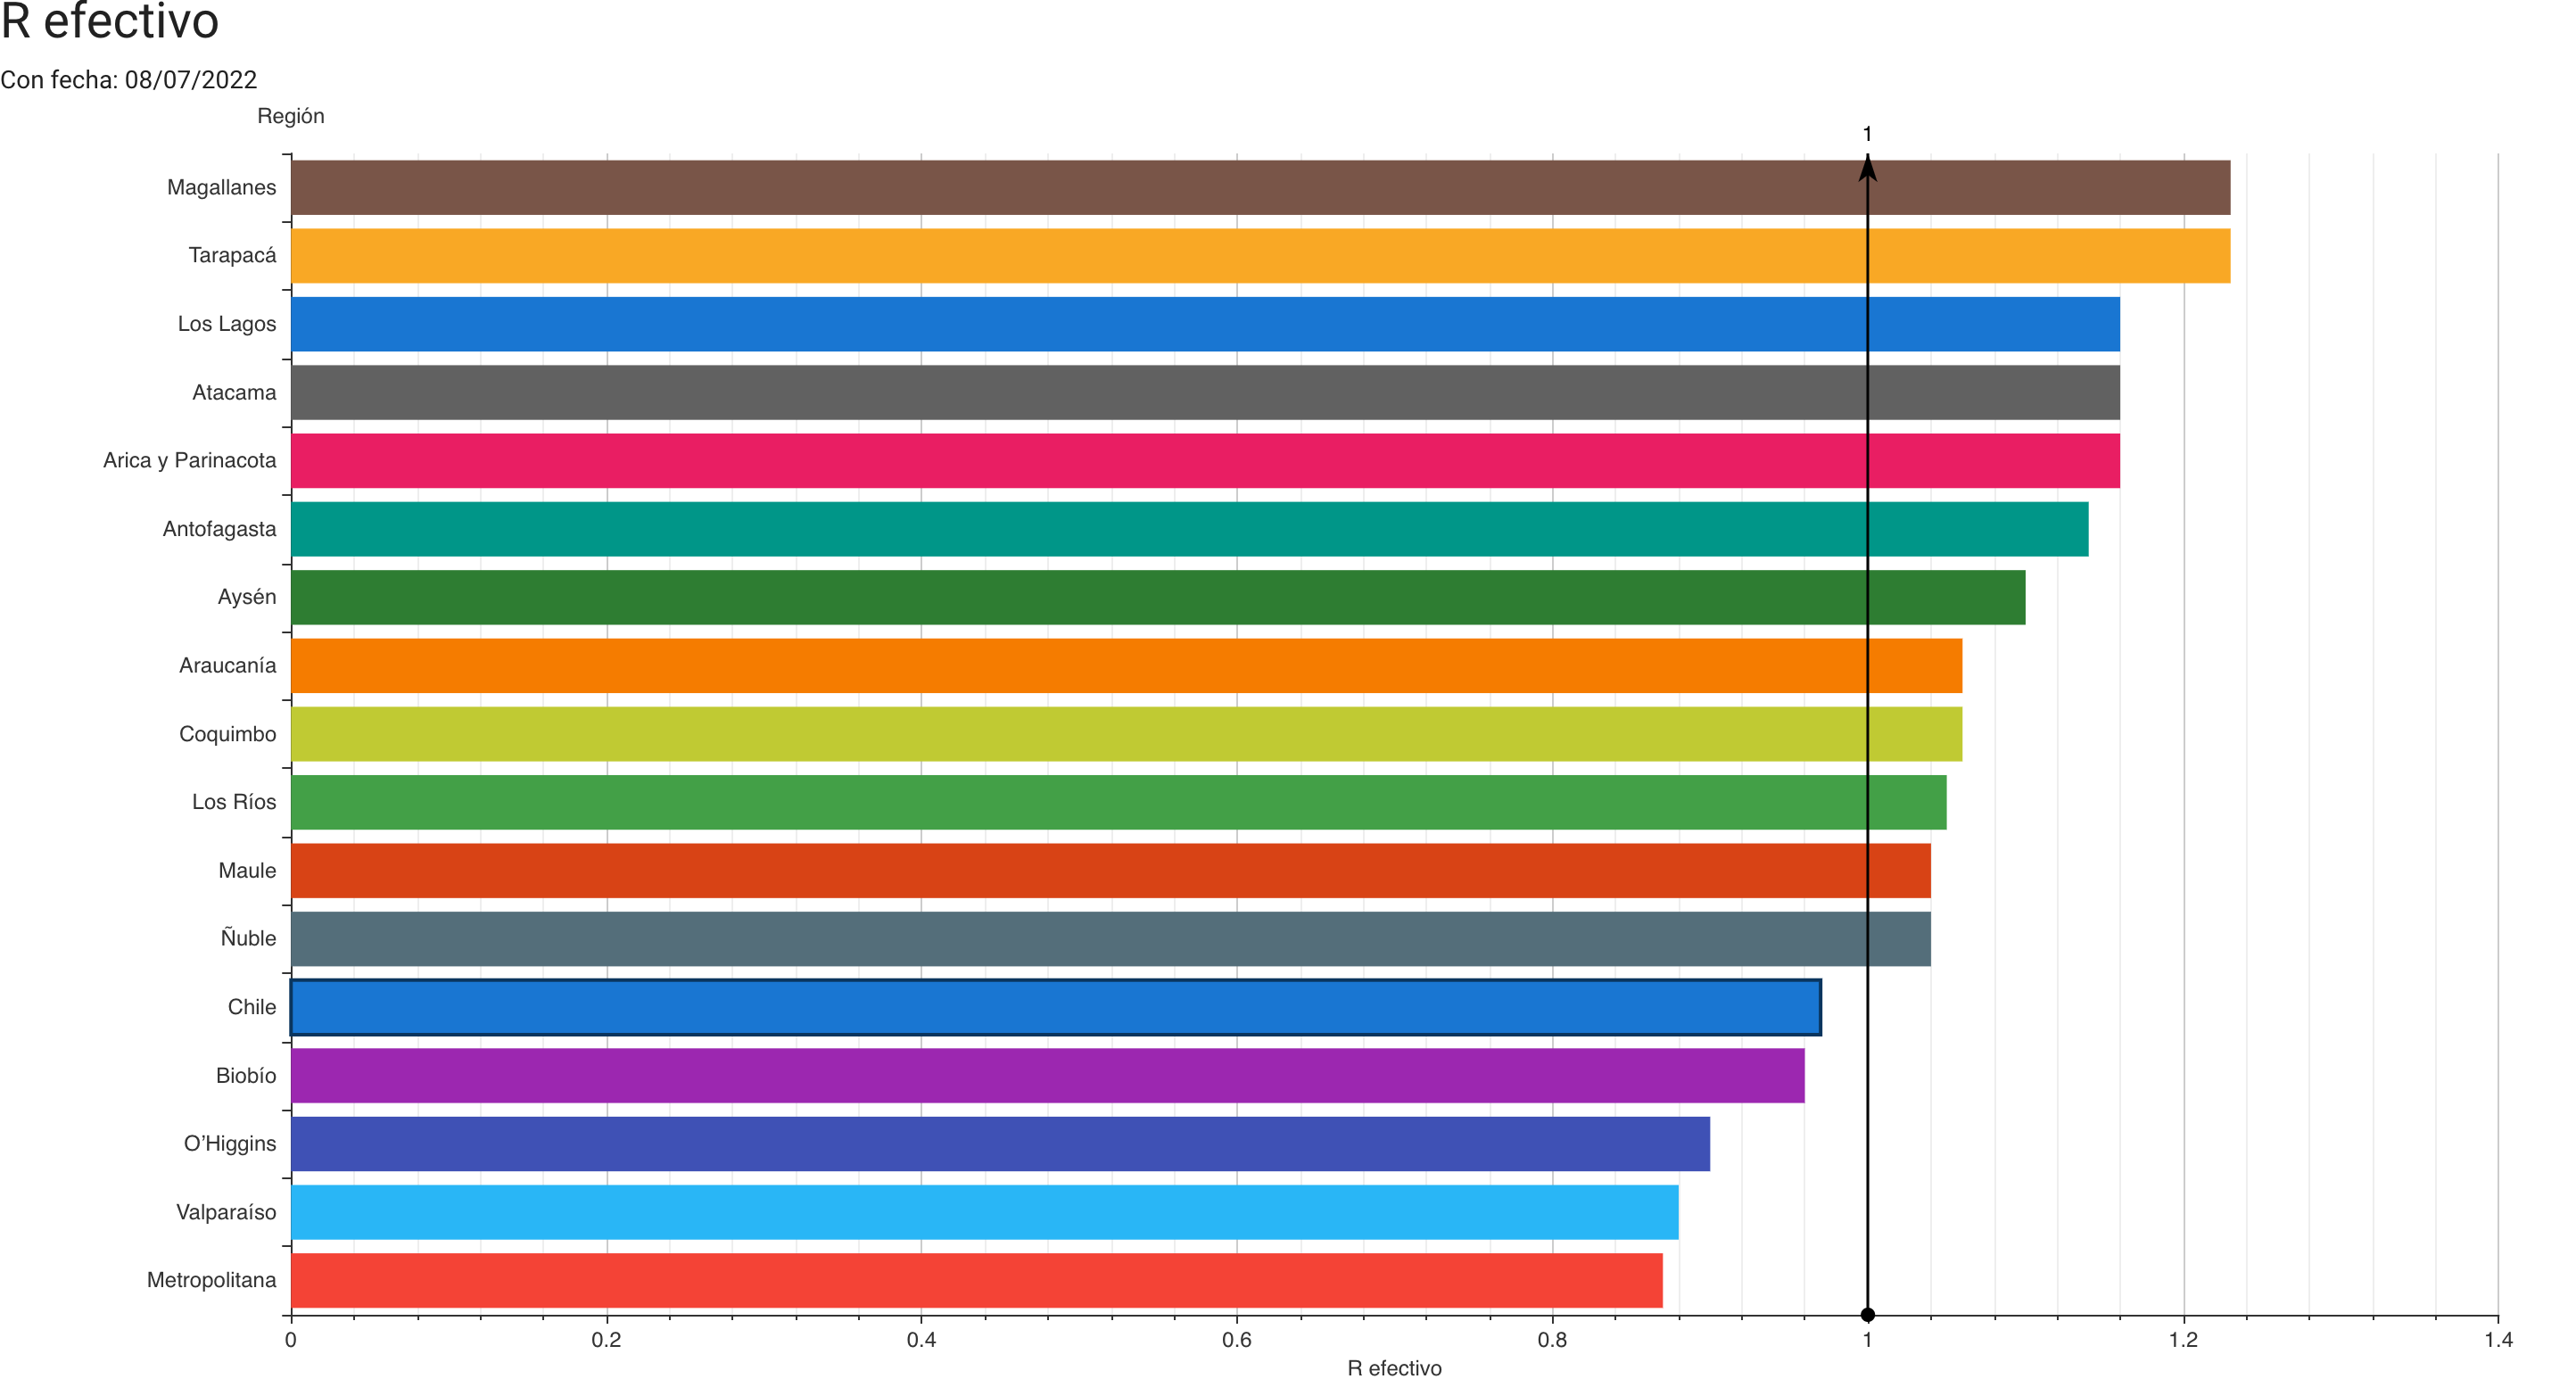 R efectivo
Con fecha: 08/07/2022
Región
1
Magallanes
Tarapacá
Los Lagos
Atacama
Arica y Parinacota
Antofagasta
Aysén
Araucanía
Coquimbo
Los Ríos
Maule
Ñuble
Chile
Biobío
O’Higgins
Valparaíso
Metropolitana
0 0.2 0.4 0.6 0.8 1 1.2 1.4
R efectivo